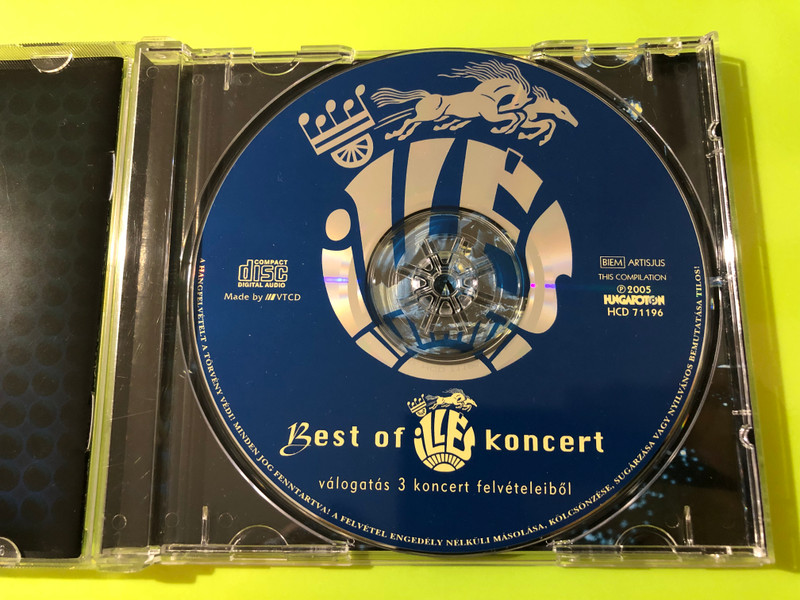 iLLÉS
COMPACT
disc
DIGITAL AUDIO
Made by VTCD
BIEM ARTISJUS
THIS COMPILATION
℗ 2005
HUNGAROTON
HCD 71196
Best of iLLÉS koncert
válogatás 3 koncert felvételeiből
A HANGFELVÉTELT A TÖRVÉNY VÉDI! MINDEN JOG FENNTARTVA! A FELVÉTEL ENGEDÉLY NÉLKÜLI MÁSOLÁSA, KÖLCSÖNZÉSE, SUGÁRZÁSA VAGY NYILVÁNOS BEMUTATÁSA TILOS!